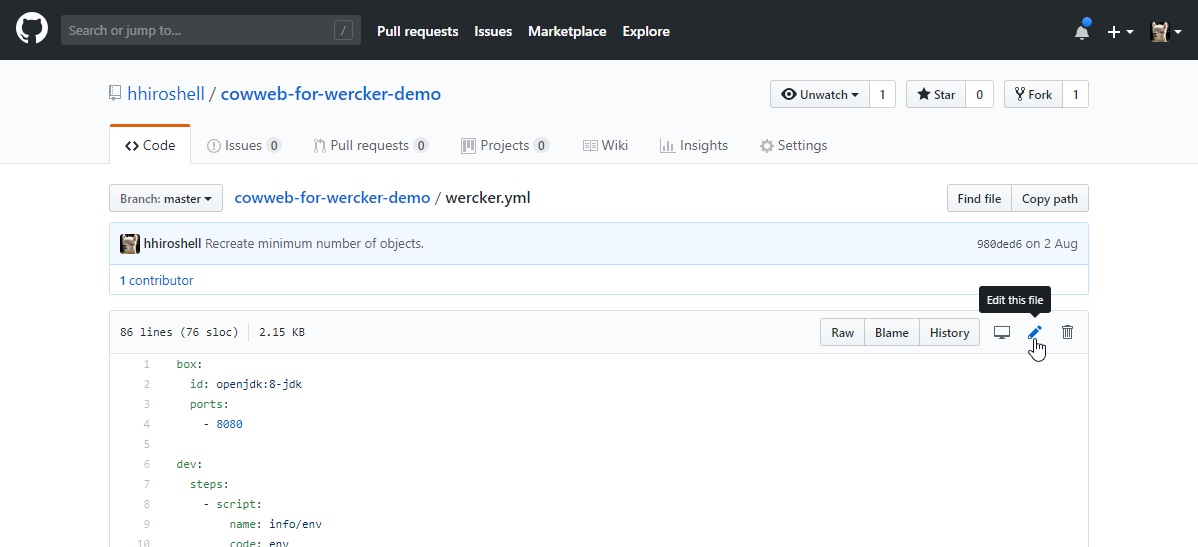 Search or jump to... / Pull requests Issues Marketplace Explore
hhiroshell / cowweb-for-wercker-demo Unwatch 1 Star 0 Fork 1
Code Issues 0 Pull requests 0 Projects 0 Wiki Insights Settings
Branch: master cowweb-for-wercker-demo / wercker.yml Find file Copy path
hhiroshell Recreate minimum number of objects. 980ded6 on 2 Aug
1 contributor
Edit this file
86 lines (76 sloc) 2.15 KB Raw Blame History
1 box:
2 id: openjdk:8-jdk
3 ports:
4 - 8080
5
6 dev:
7 steps:
8 - script:
9 name: info/env
10 code: env